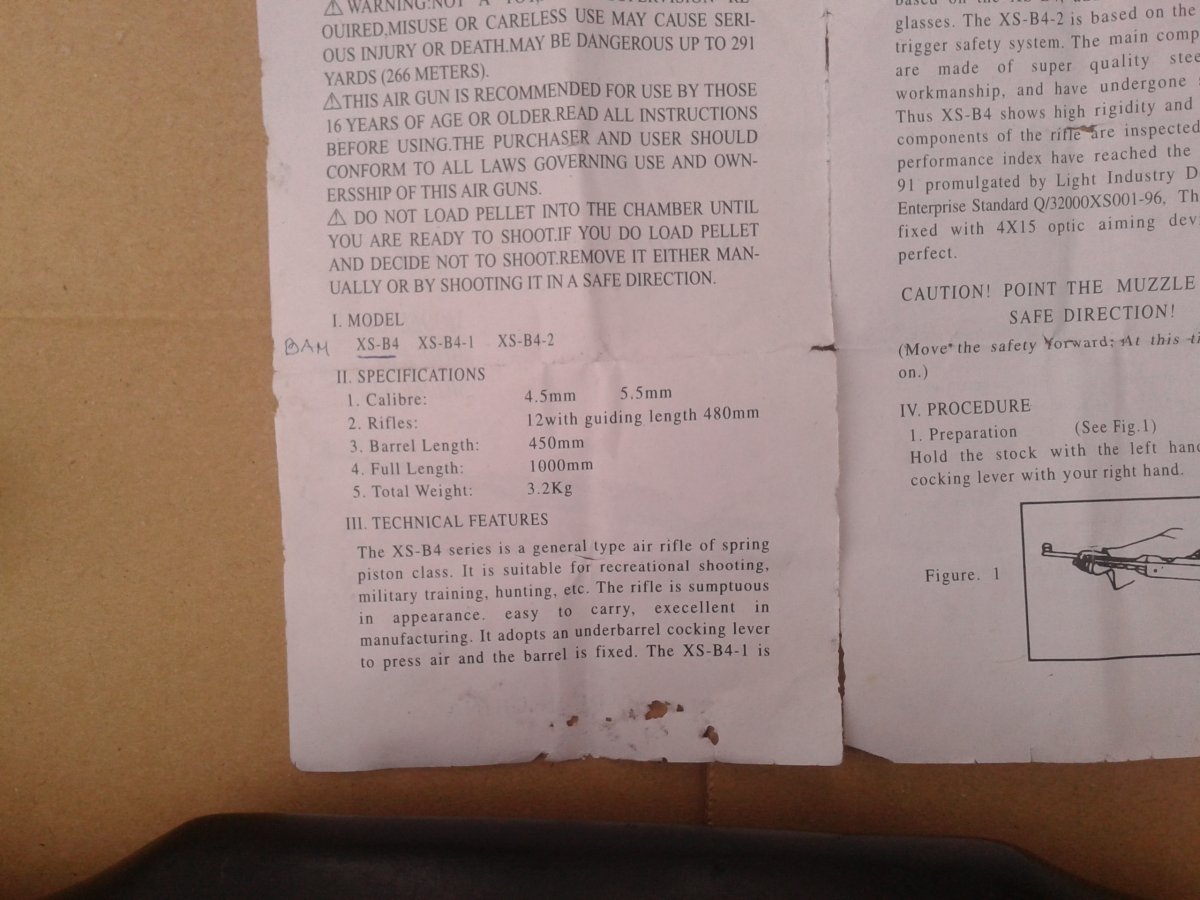 ⚠WARNING:NOT A
QUIRED,MISUSE OR CARELESS USE MAY CAUSE SERI-
OUS INJURY OR DEATH.MAY BE DANGEROUS UP TO 291
YARDS (266 METERS).
⚠THIS AIR GUN IS RECOMMENDED FOR USE BY THOSE
16 YEARS OF AGE OR OLDER.READ ALL INSTRUCTIONS
BEFORE USING.THE PURCHASER AND USER SHOULD
CONFORM TO ALL LAWS GOVERNING USE AND OWN-
ERSSHIP OF THIS AIR GUNS.
⚠ DO NOT LOAD PELLET INTO THE CHAMBER UNTIL
YOU ARE READY TO SHOOT.IF YOU DO LOAD PELLET
AND DECIDE NOT TO SHOOT.REMOVE IT EITHER MAN-
UALLY OR BY SHOOTING IT IN A SAFE DIRECTION.
I. MODEL
BAM XS-B4 XS-B4-1 XS-B4-2
II. SPECIFICATIONS
1. Calibre: 4.5mm 5.5mm
2. Rifles: 12with guiding length 480mm
3. Barrel Length: 450mm
4. Full Length: 1000mm
5. Total Weight: 3.2Kg
III. TECHNICAL FEATURES
The XS-B4 series is a general type air rifle of spring
piston class. It is suitable for recreational shooting,
military training, hunting, etc. The rifle is sumptuous
in appearance. easy to carry, execellent in
manufacturing. It adopts an underbarrel cocking lever
to press air and the barrel is fixed. The XS-B4-1 is
based on the
glasses. The XS-B4-2 is based on the
trigger safety system. The main comp
are made of super quality stee
workmanship, and have undergone
Thus XS-B4 shows high rigidity and
components of the rifle are inspected
performance index have reached the
91 promulgated by Light Industry D
Enterprise Standard Q/32000XS001-96, Th
fixed with 4X15 optic aiming dev
perfect.
CAUTION! POINT THE MUZZLE
SAFE DIRECTION!
(Move the safety forward; At this ti
on.)
IV. PROCEDURE
1. Preparation (See Fig.1)
Hold the stock with the left hand
cocking lever with your right hand.
Figure. 1